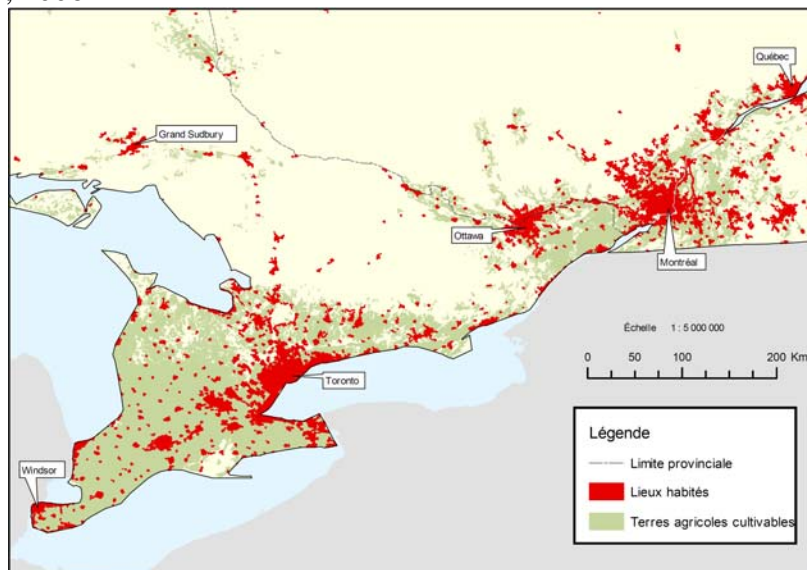 Québec
Grand Sudbury
Ottawa
Montréal
Échelle 1 : 5 000 000
0 50 100 200 Km
Toronto
Légende
Limite provinciale
Windsor
Lieux habités
Terres agricoles cultivables